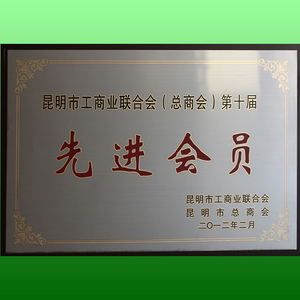 昆明市工商业联合会（总商会）第十届
先进会员
昆明市工商业联合会
昆明市总商会
二〇一二年二月